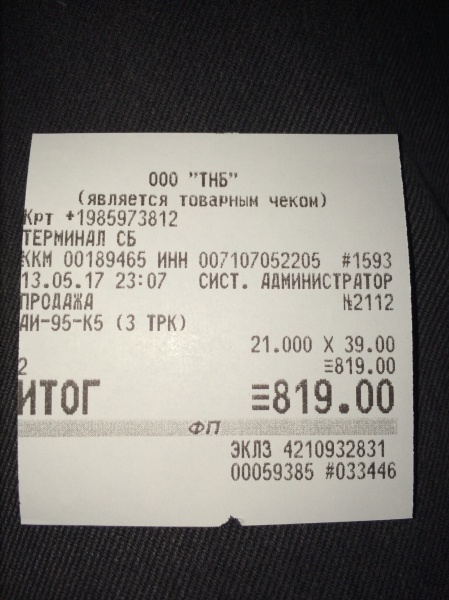 ООО "ТНБ"
(является товарным чеком)
Крт +1985973812
ТЕРМИНАЛ СБ
ККМ 00189465 ИНН 007107052205 #1593
13.05.17 23:07 СИСТ. АДМИНИСТРАТОР
ПРОДАЖА №2112
АИ-95-К5 (3 ТРК)
21.000 X 39.00
2 ≡819.00
ИТОГ ≡819.00
ФП
ЭКЛЗ 4210932831
00059385 #033446